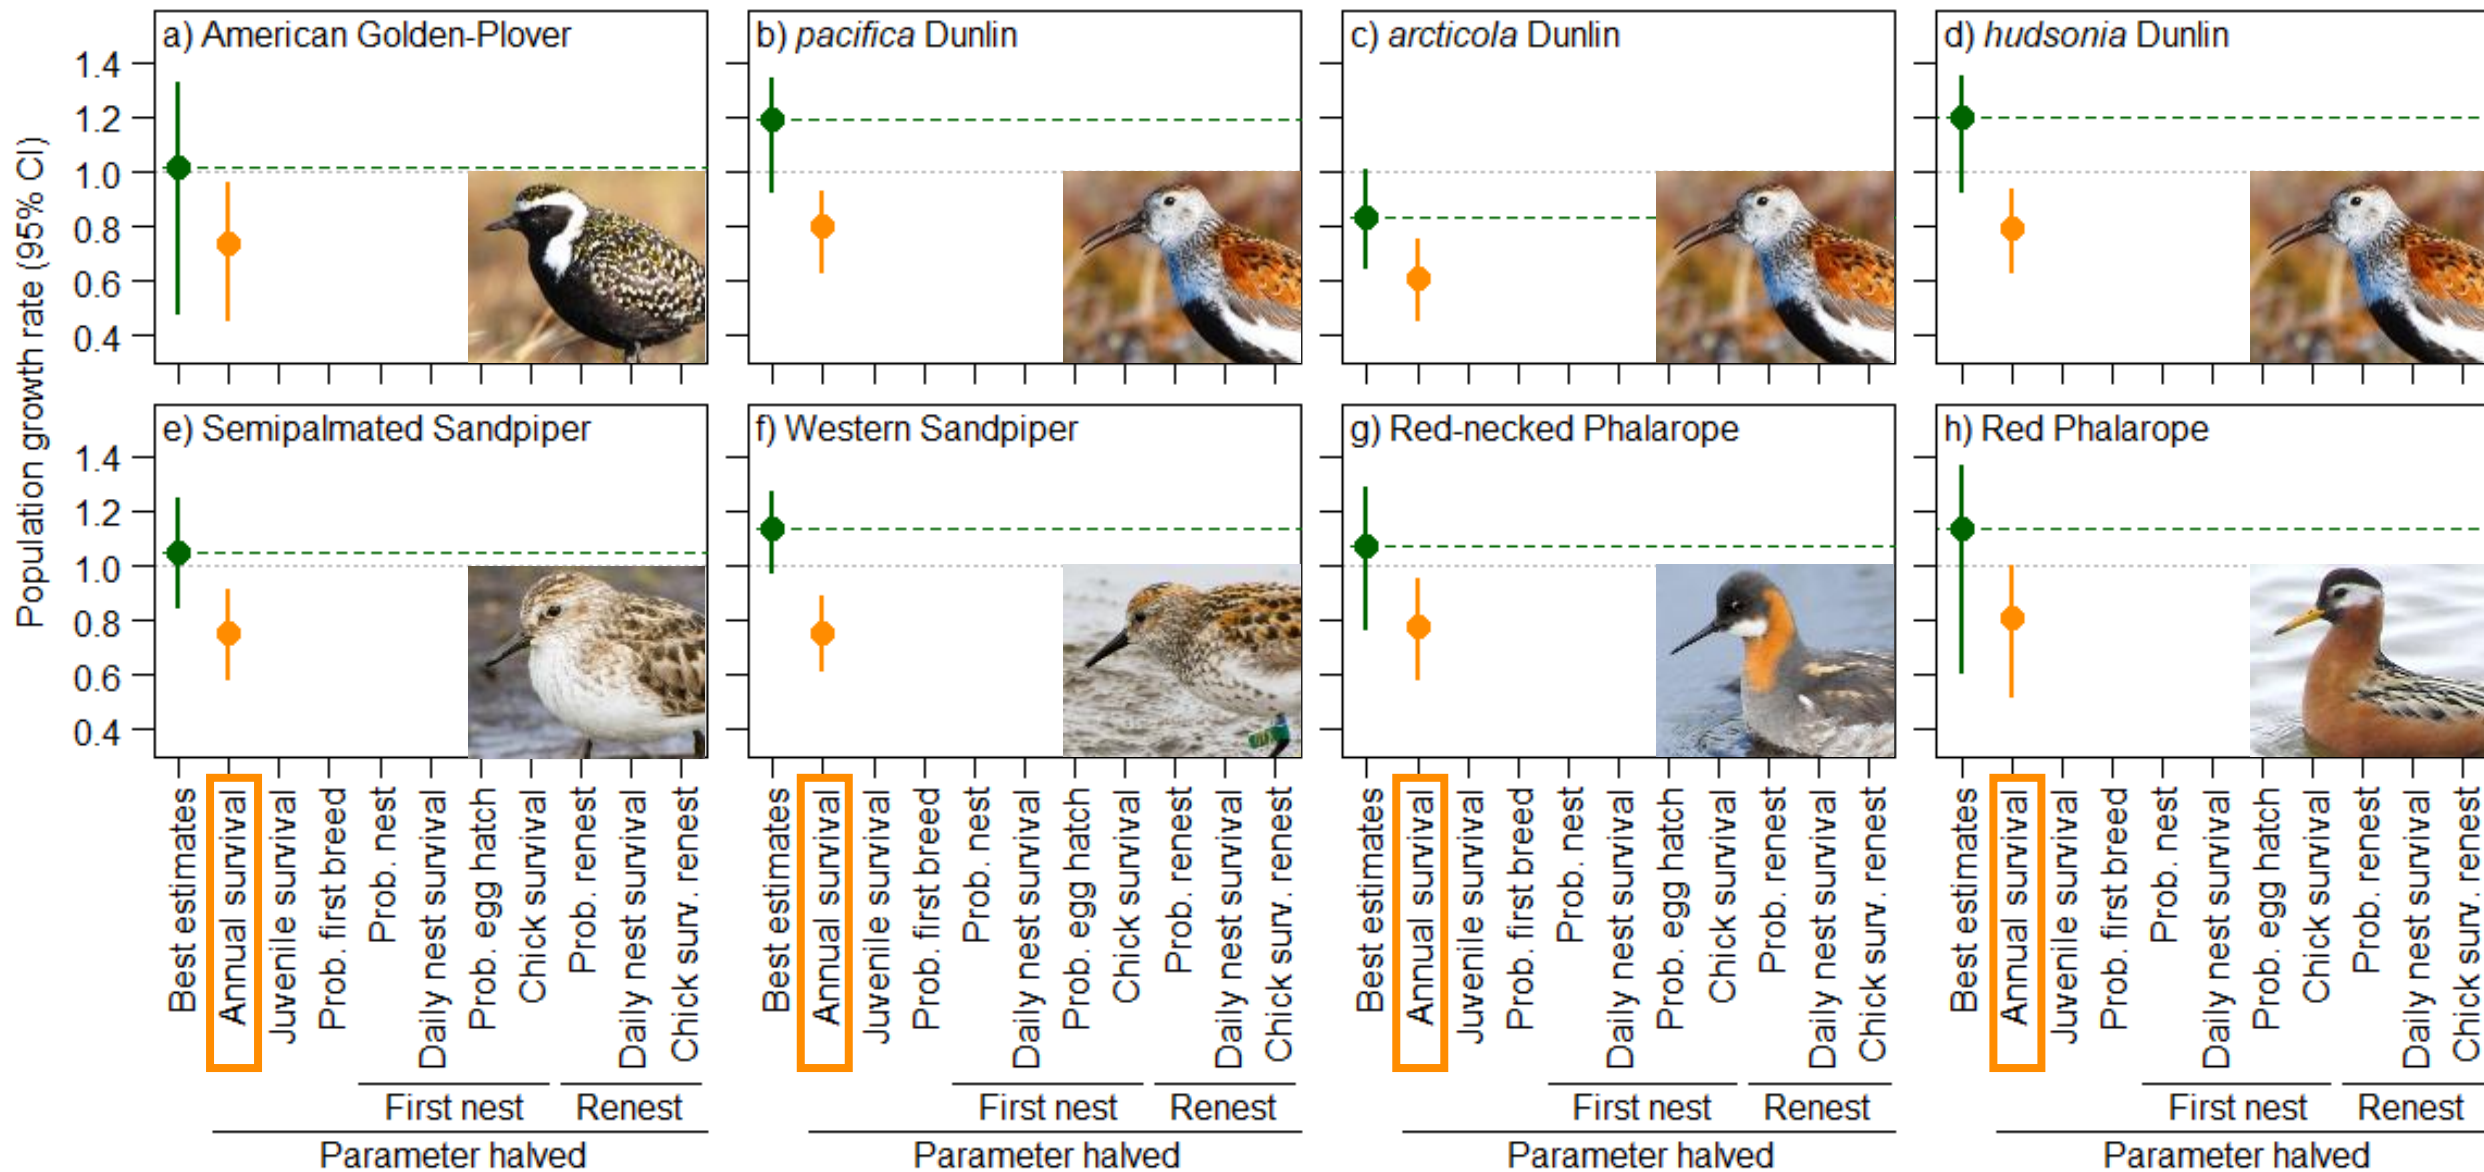 a) American Golden-Plover
b) pacifica Dunlin
c) arcticola Dunlin
d) hudsonia Dunlin
Population growth rate (95% CI)
1.4
1.2
1.0
0.8
0.6
0.4
e) Semipalmated Sandpiper
f) Western Sandpiper
g) Red-necked Phalarope
h) Red Phalarope
1.4
1.2
1.0
0.8
0.6
0.4
Best estimates
Annual survival
Juvenile survival
Prob. first breed
Prob. nest
Daily nest survival
Prob. egg hatch
Chick survival
Prob. renest
Daily nest survival
Chick surv. renest
Best estimates
Annual survival
Juvenile survival
Prob. first breed
Prob. nest
Daily nest survival
Prob. egg hatch
Chick survival
Prob. renest
Daily nest survival
Chick surv. renest
Best estimates
Annual survival
Juvenile survival
Prob. first breed
Prob. nest
Daily nest survival
Prob. egg hatch
Chick survival
Prob. renest
Daily nest survival
Chick surv. renest
Best estimates
Annual survival
Juvenile survival
Prob. first breed
Prob. nest
Daily nest survival
Prob. egg hatch
Chick survival
Prob. renest
Daily nest survival
Chick surv. renest
First nest
Renest
First nest
Renest
First nest
Renest
First nest
Renest
Parameter halved
Parameter halved
Parameter halved
Parameter halved